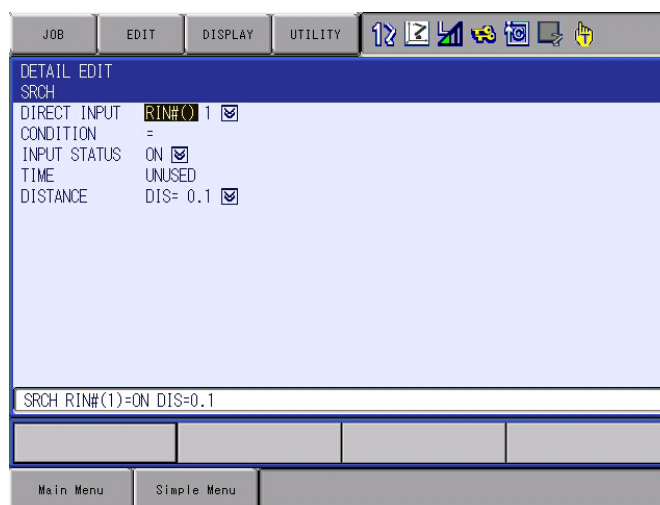 JOB EDIT DISPLAY UTILITY
DETAIL EDIT
SRCH
DIRECT INPUT RIN#() 1
CONDITION =
INPUT STATUS ON
TIME UNUSED
DISTANCE DIS= 0.1
SRCH RIN#(1)=ON DIS=0.1
Main Menu Simple Menu